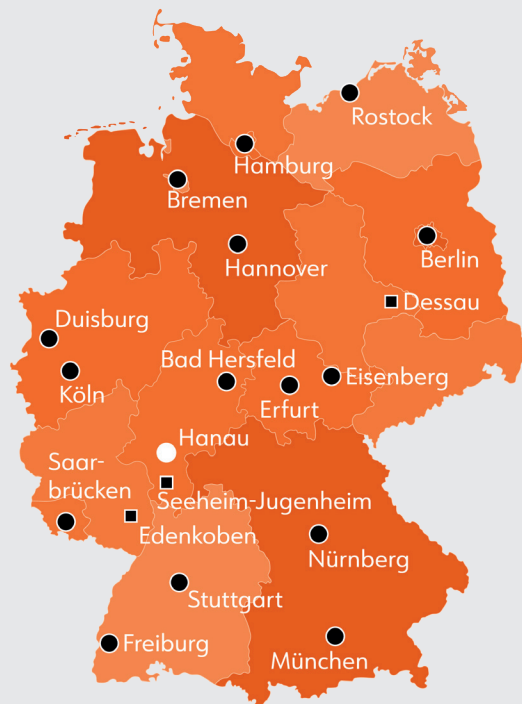 Rostock
Hamburg
Bremen
Hannover
Berlin
Dessau
Duisburg
Bad Hersfeld
Köln
Erfurt
Eisenberg
Hanau
Saar-
brücken
Seeheim-Jugenheim
Edenkoben
Nürnberg
Stuttgart
Freiburg
München